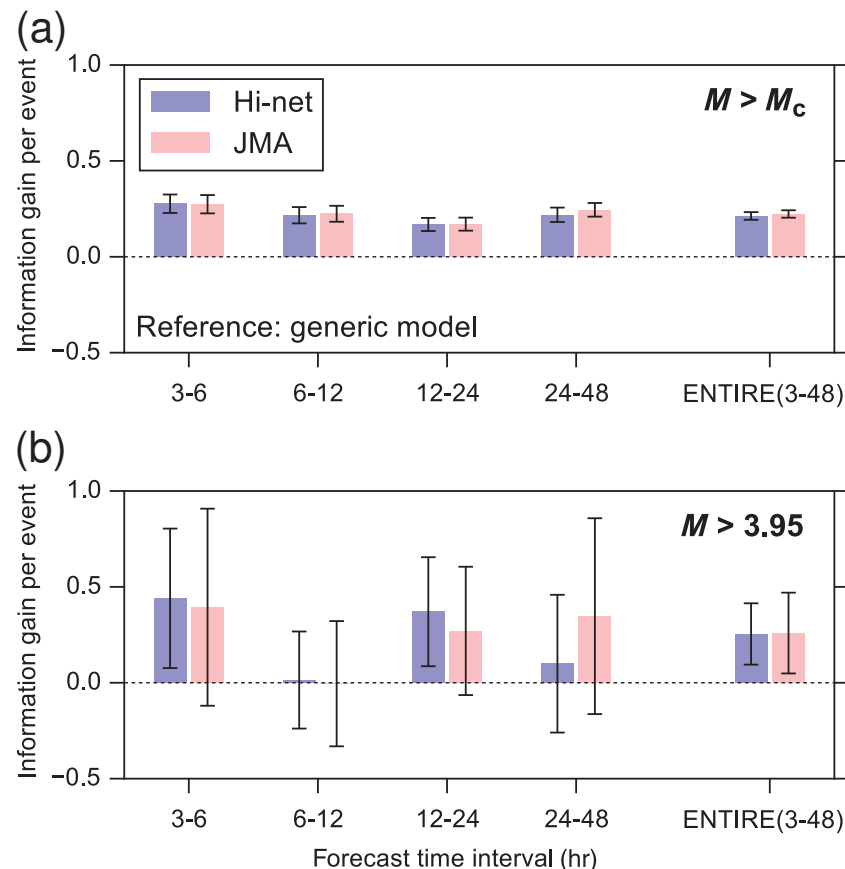 (a)
Information gain per event
1.0
0.5
0.0
−0.5
Hi-net
JMA
M > Mc
Reference: generic model
3-6
6-12
12-24
24-48
ENTIRE(3-48)
(b)
Information gain per event
1.0
0.5
0.0
−0.5
M > 3.95
3-6
6-12
12-24
24-48
ENTIRE(3-48)
Forecast time interval (hr)